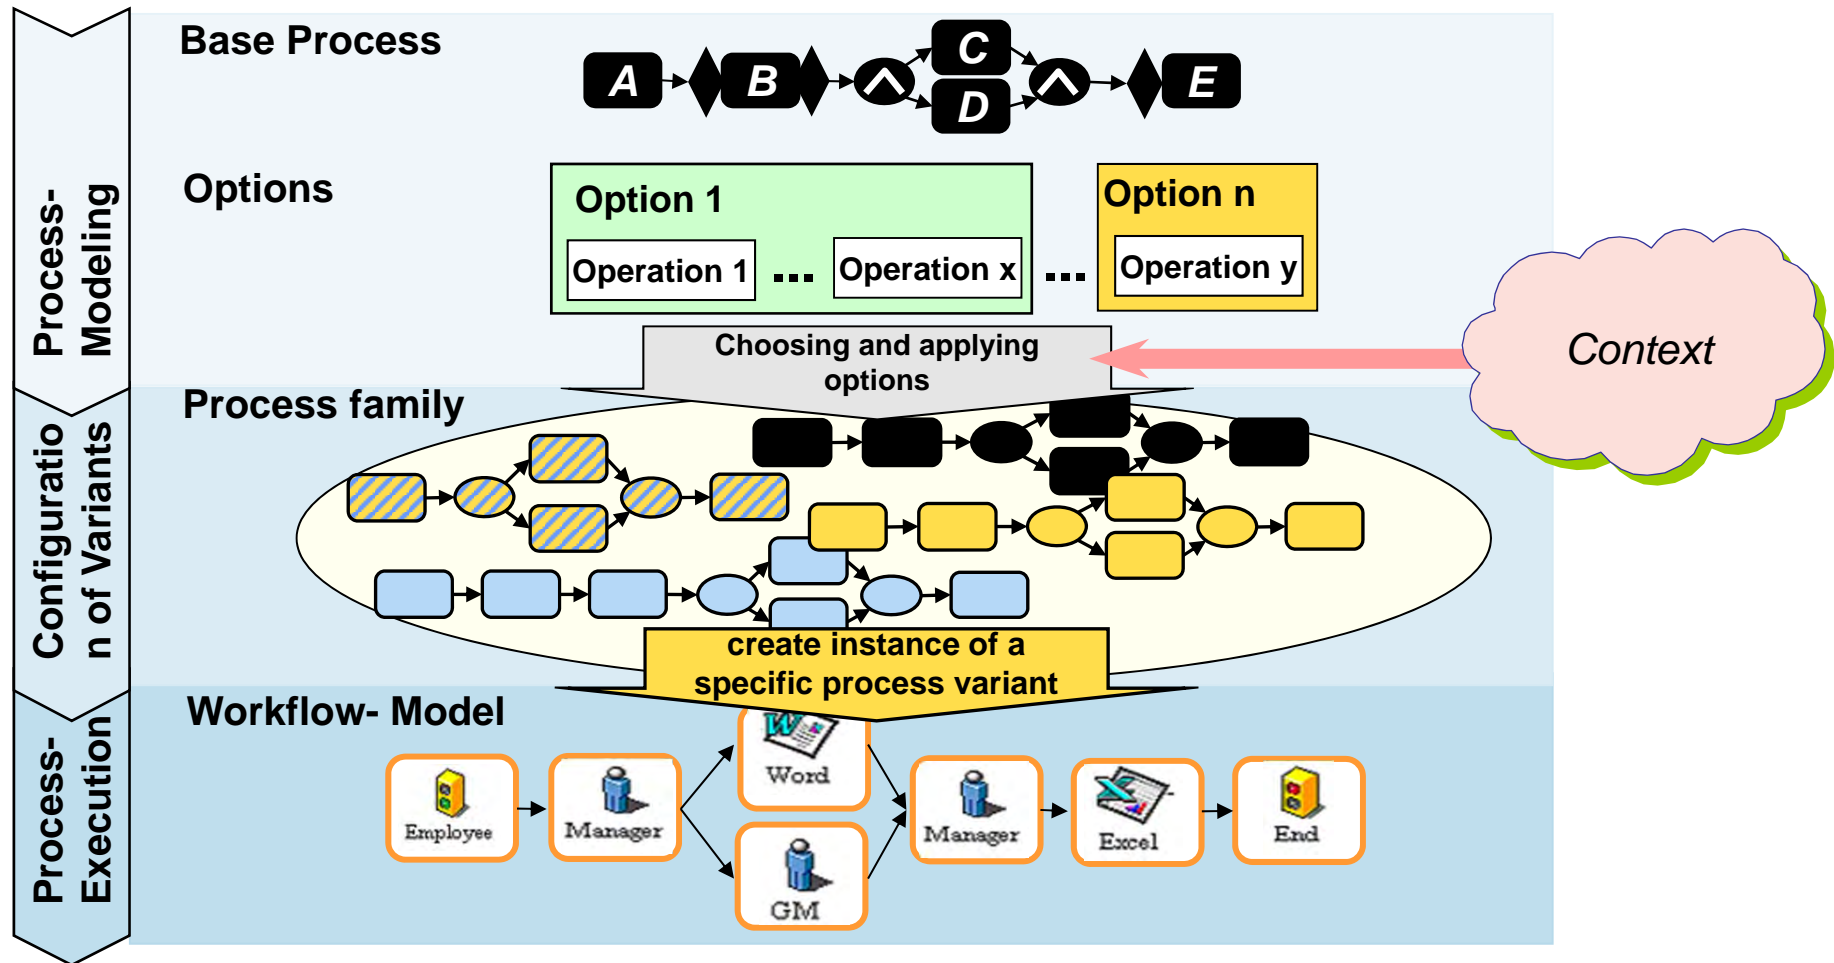 Base Process
A
B
C
D
E
Process-
Modeling
Options
Option 1
Operation 1
...
Operation x
...
Option n
Operation y
Choosing and applying
options
Context
Configuratio
n of Variants
Process family
create instance of a
specific process variant
Process-
Execution
Workflow- Model
Employee
Manager
Word
GM
Manager
Excel
End